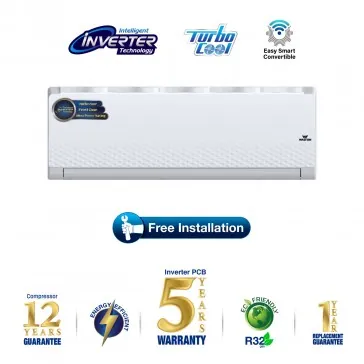 Intelligent
iNVERTER
Technology
Turbo
Cool
Easy Smart
Convertible
WALTON
Free Installation
Compressor
12
YEARS
GUARANTEE
ENERGY EFFICIENT
Inverter PCB
5
YEARS
WARRANTY
ECO FRIENDLY
R32
1
YEAR
REPLACEMENT
GUARANTEE